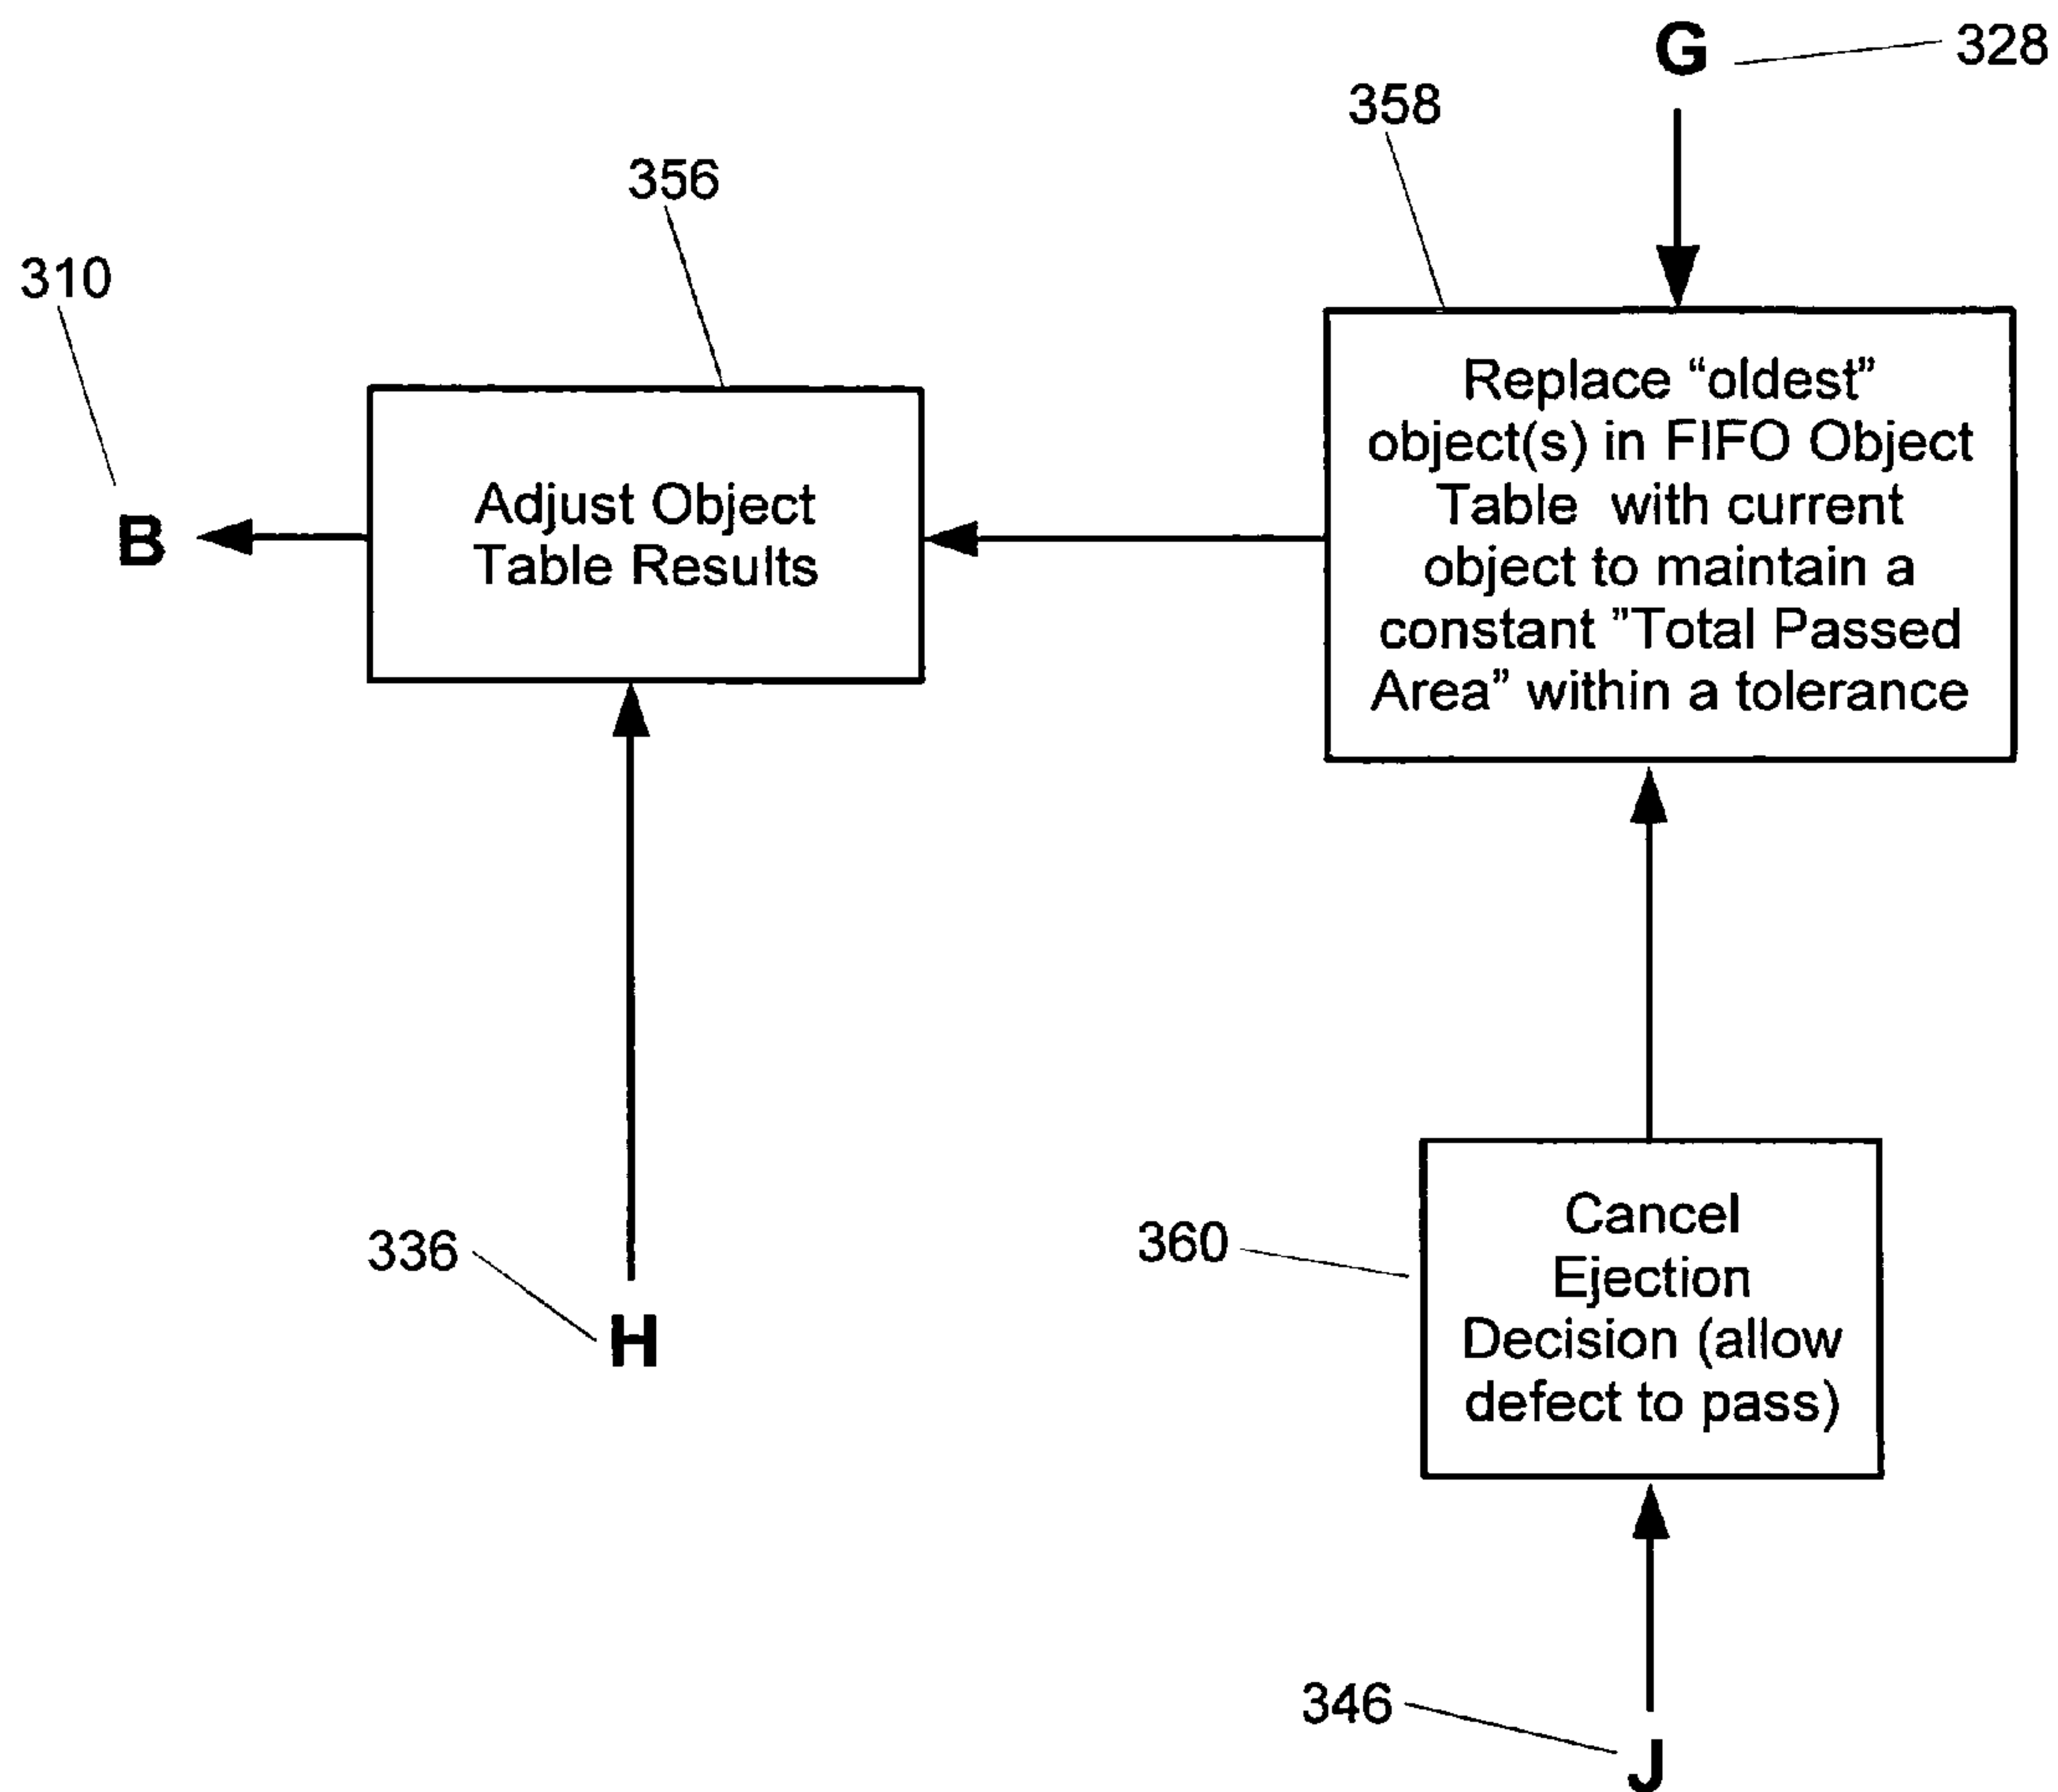 G
328
358
356
310
Replace “oldest”
object(s) in FIFO Object
Table with current
object to maintain a
constant ”Total Passed
Area” within a tolerance
Adjust Object
Table Results
B
Cancel
Ejection
Decision (allow
defect to pass)
360
336
H
346
J